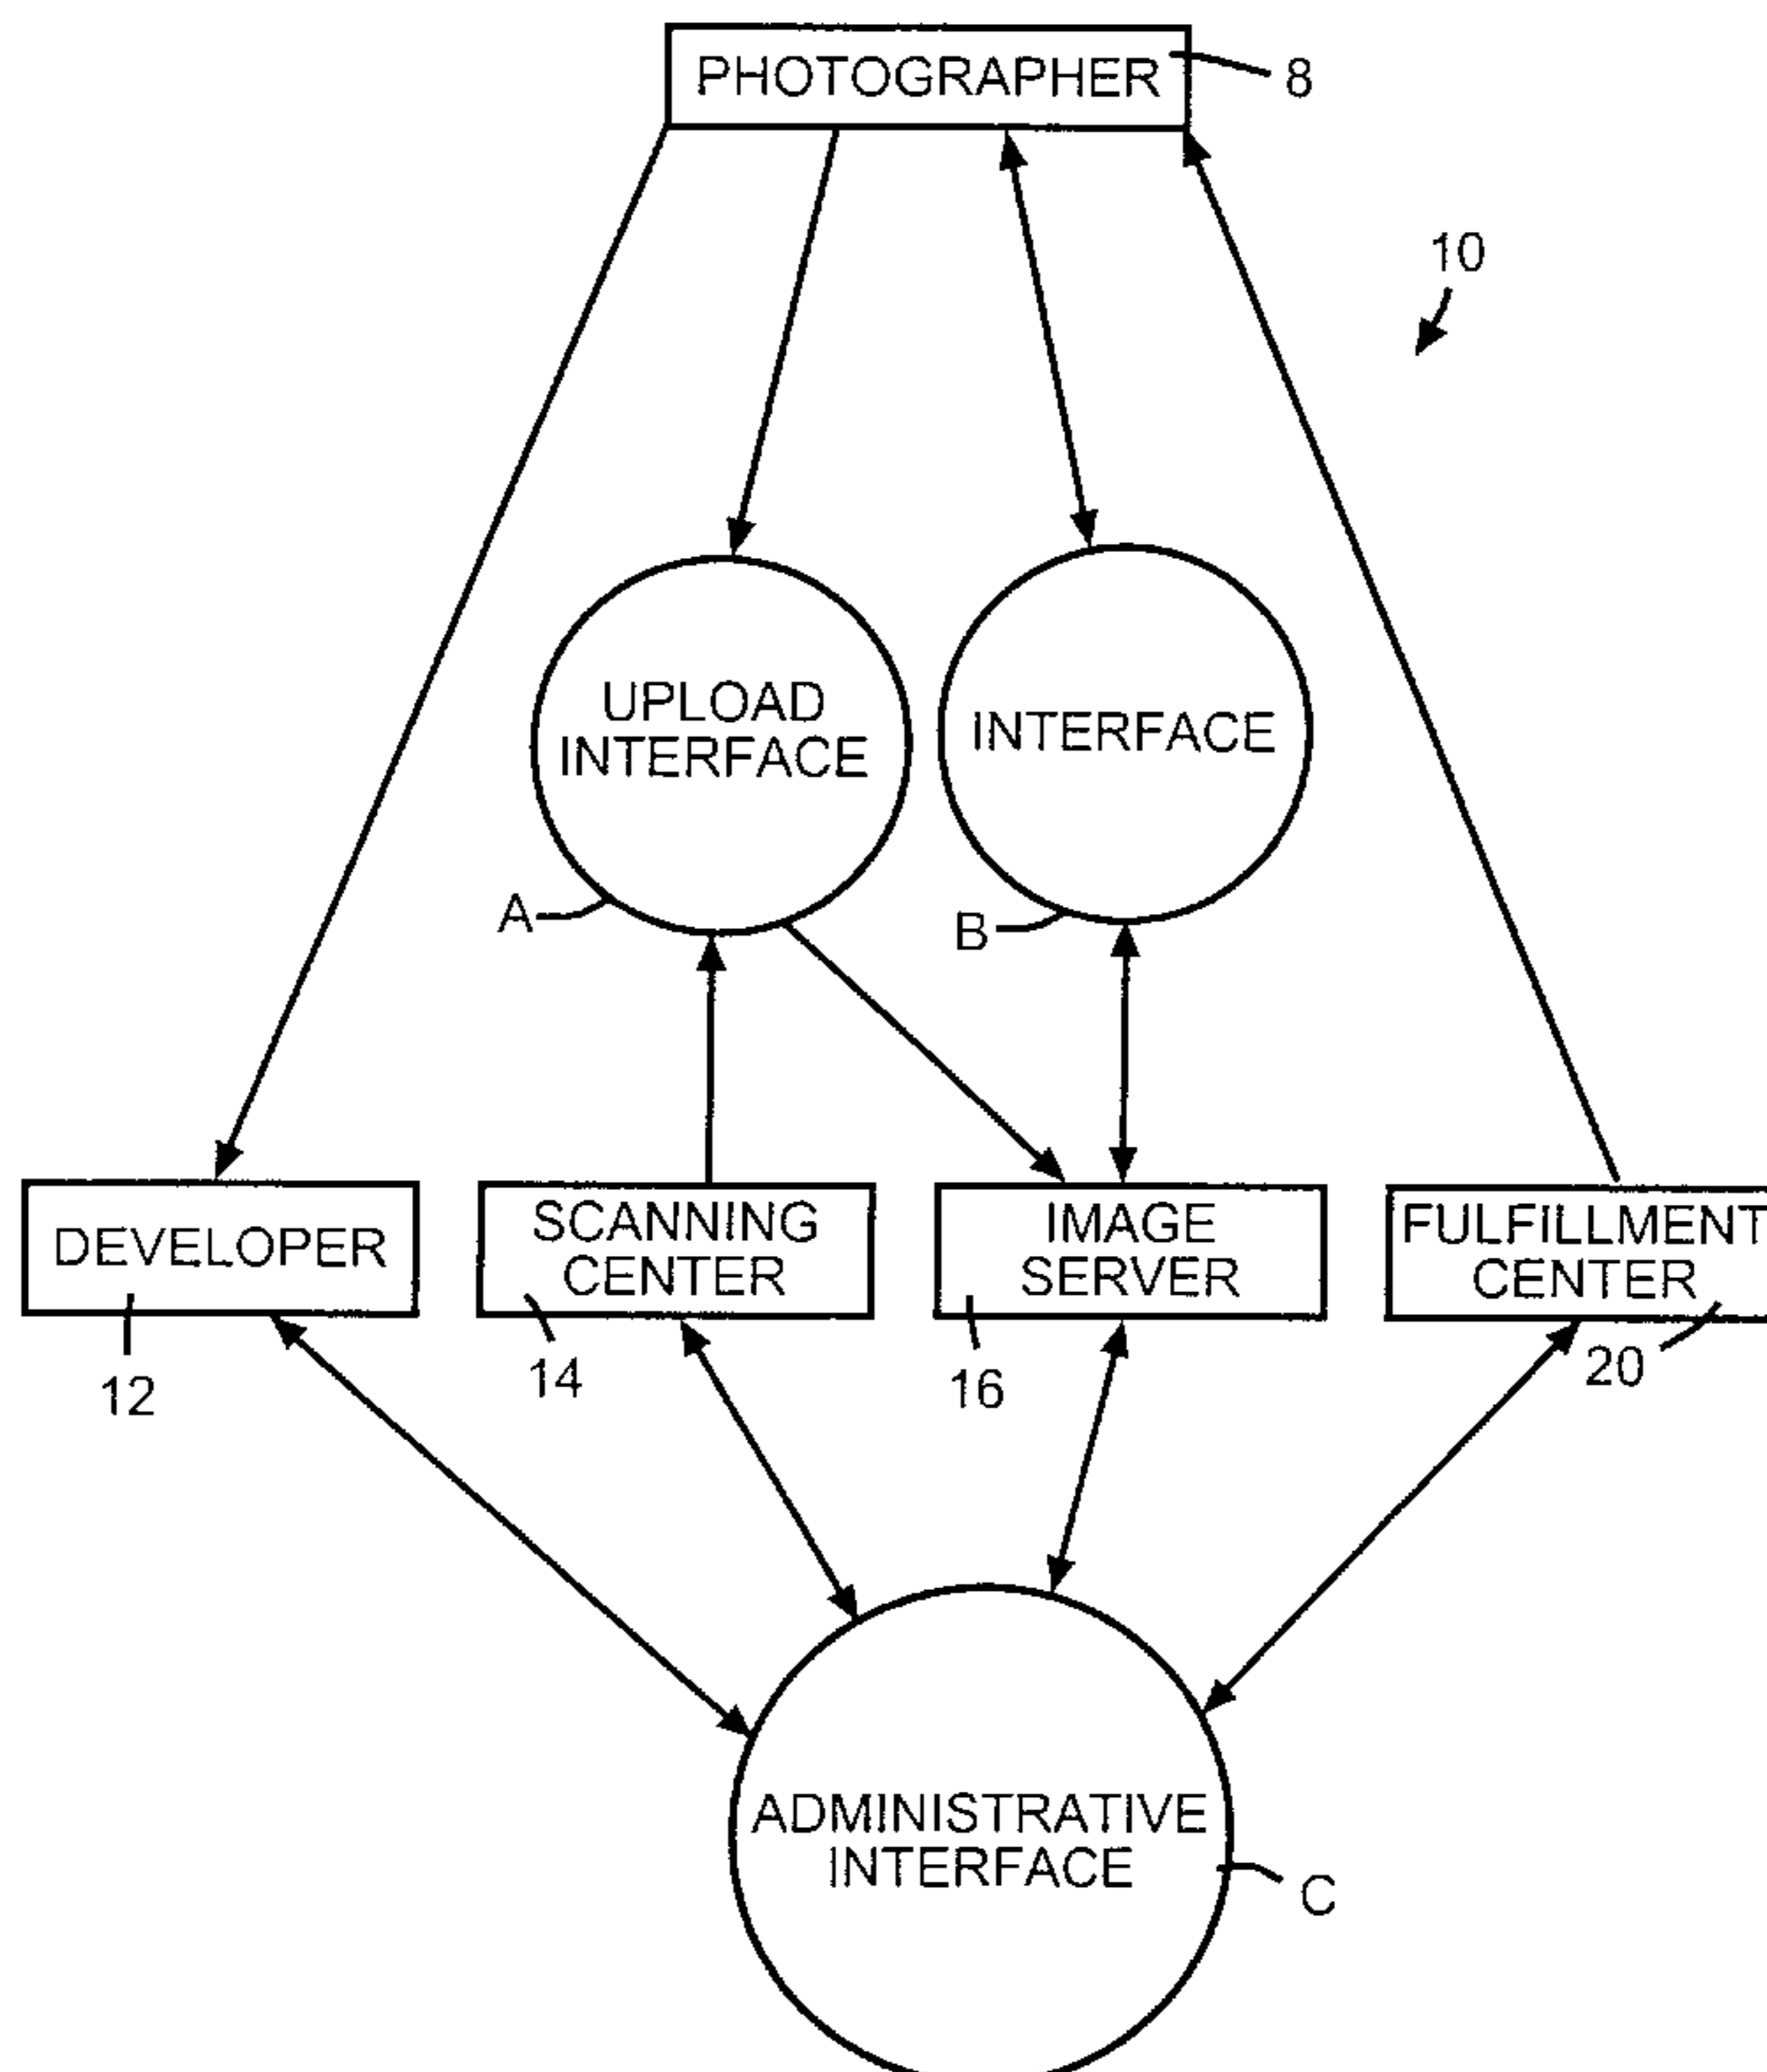 PHOTOGRAPHER
8
10
UPLOAD
INTERFACE
INTERFACE
A
B
DEVELOPER
SCANNING
CENTER
IMAGE
SERVER
FULFILLMENT
CENTER
12
14
16
20
ADMINISTRATIVE
INTERFACE
C